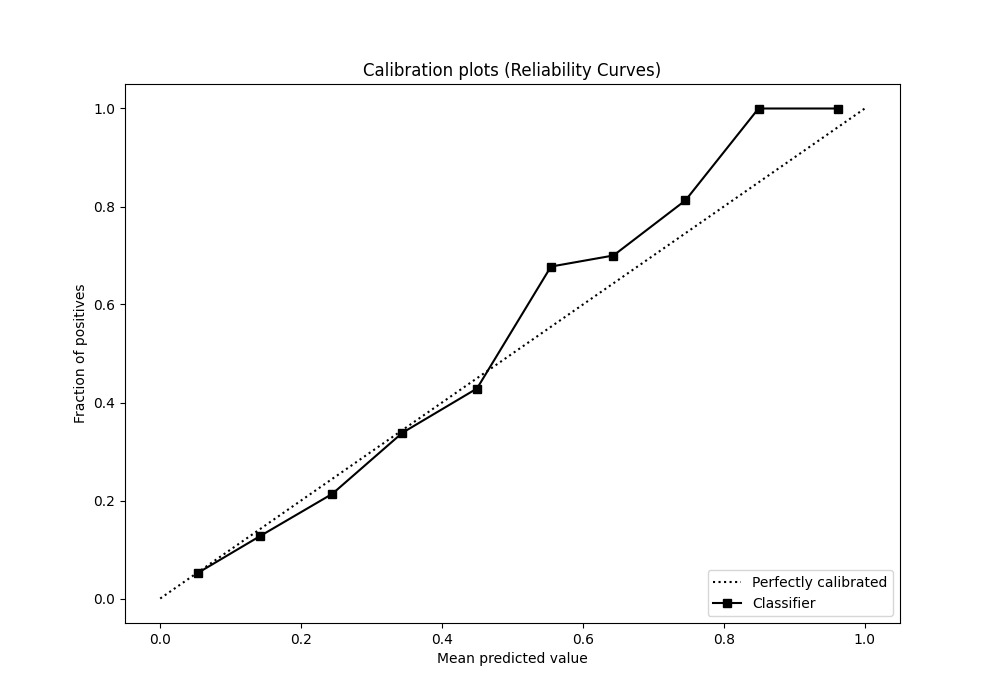 Calibration plots (Reliability Curves)
1.0
0.8
0.6
0.4
0.2
0.0
Fraction of positives
0.0 0.2 0.4 0.6 0.8 1.0
Mean predicted value
Perfectly calibrated
Classifier